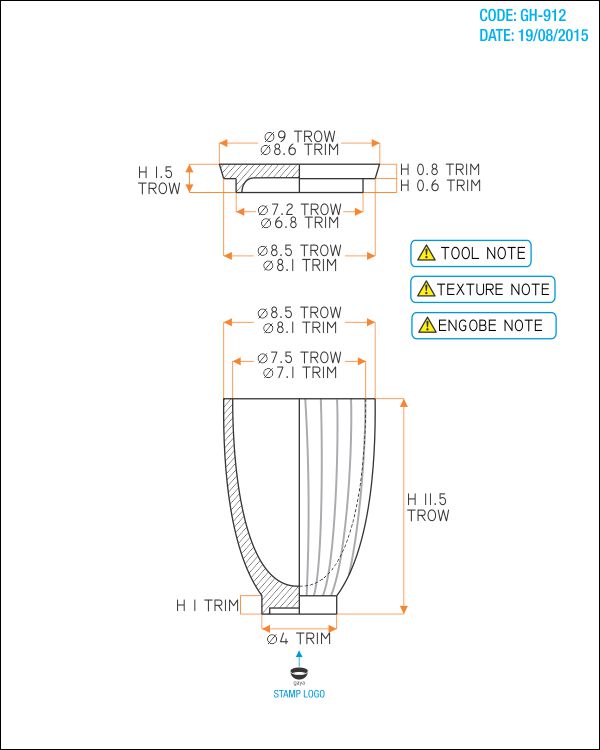 CODE: GH-912
DATE: 19/08/2015
Ø9 TROW
Ø8.6 TRIM
H 1.5
TROW
H 0.8 TRIM
H 0.6 TRIM
Ø7.2 TROW
Ø6.8 TRIM
Ø8.5 TROW
Ø8.1 TRIM
TOOL NOTE
TEXTURE NOTE
ENGOBE NOTE
Ø8.5 TROW
Ø8.1 TRIM
Ø7.5 TROW
Ø7.1 TRIM
H 11.5
TROW
H 1 TRIM
Ø4 TRIM
gaya
STAMP LOGO